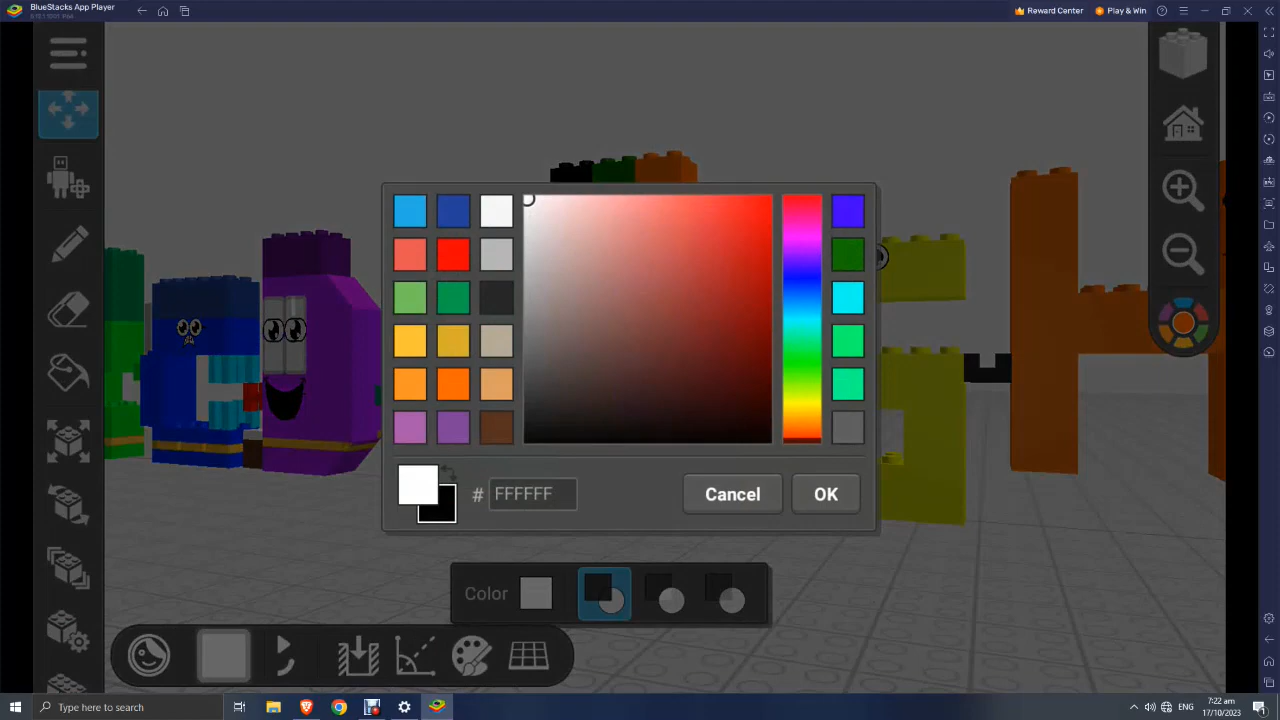 BlueStacks App Player
Reward Center
Play & Win
# FFFFFF
Cancel
OK
Color
Type here to search
ENG
7:22 am
17/10/2023
1